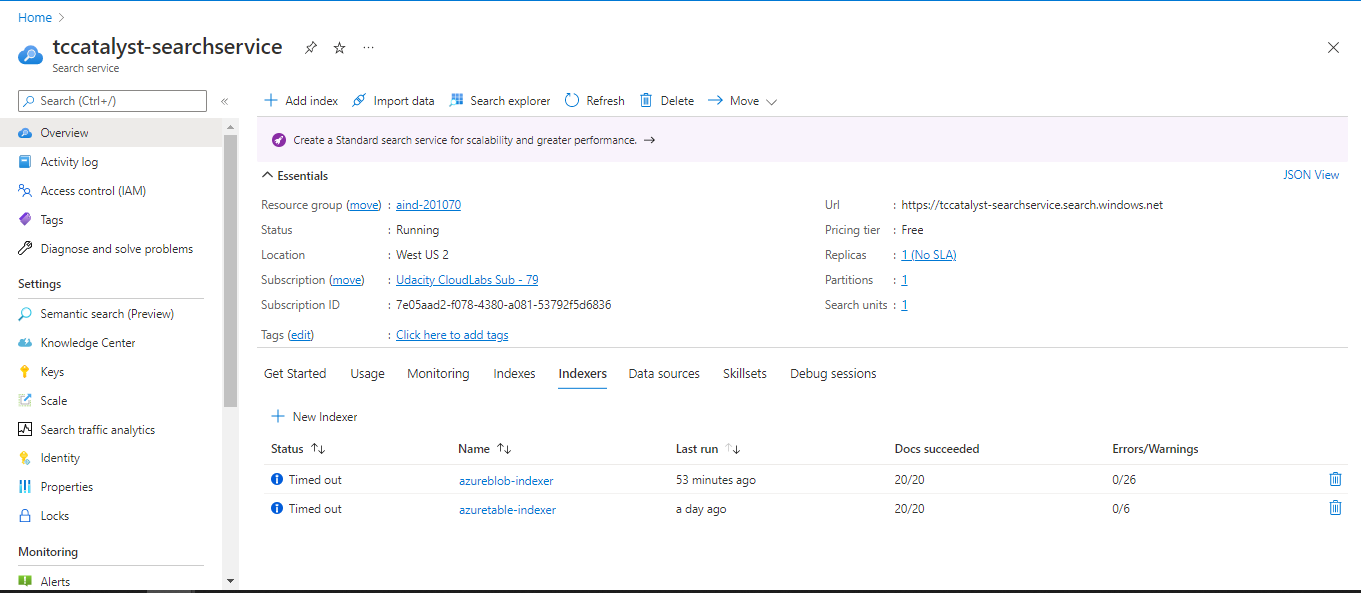 Home >
tccatalyst-searchservice
Search service
Search (Ctrl+/)
Overview
Activity log
Access control (IAM)
Tags
Diagnose and solve problems
Settings
Semantic search (Preview)
Knowledge Center
Keys
Scale
Search traffic analytics
Identity
Properties
Locks
Monitoring
Alerts
Add index Import data Search explorer Refresh Delete Move
Create a Standard search service for scalability and greater performance. →
Essentials JSON View
Resource group (move) : aind-201070
Status : Running
Location : West US 2
Subscription (move) : Udacity CloudLabs Sub - 79
Subscription ID : 7e05aad2-f078-4380-a081-53792f5d6836
Tags (edit) : Click here to add tags
Url : https://tccatalyst-searchservice.search.windows.net
Pricing tier : Free
Replicas : 1 (No SLA)
Partitions : 1
Search units : 1
Get Started Usage Monitoring Indexes Indexers Data sources Skillsets Debug sessions
New Indexer
Status Name Last run Docs succeeded Errors/Warnings
Timed out azureblob-indexer 53 minutes ago 20/20 0/26
Timed out azuretable-indexer a day ago 20/20 0/6